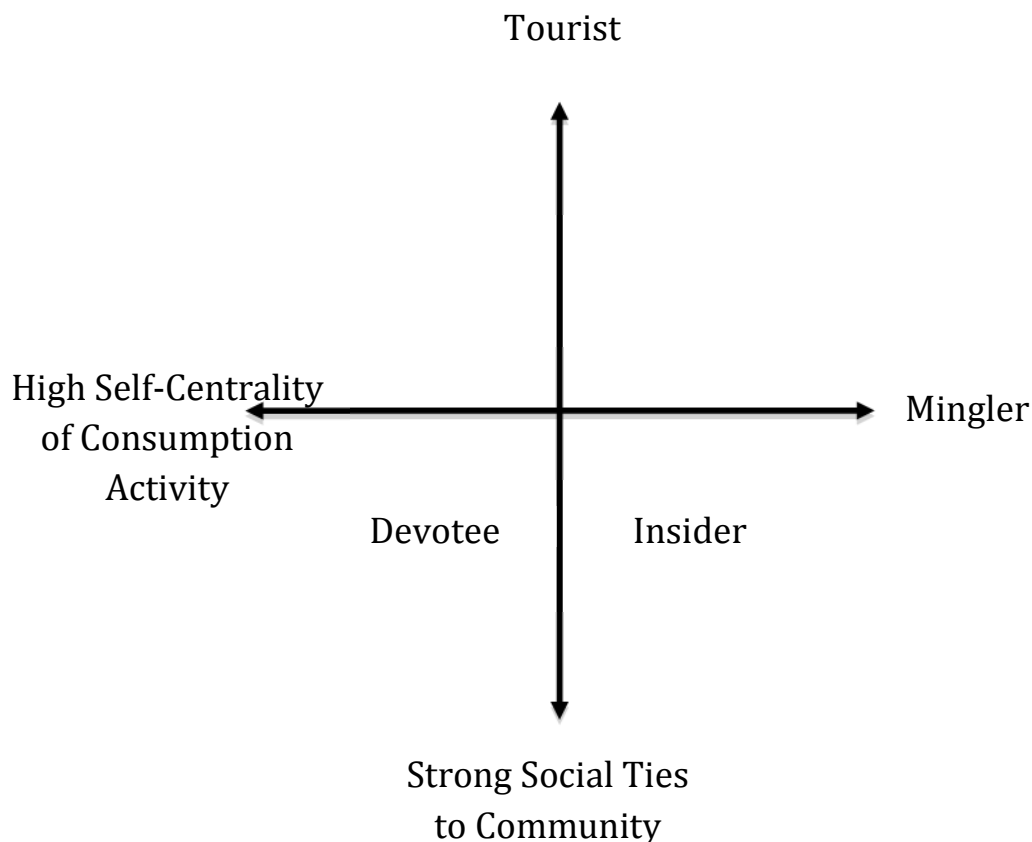 Tourist
High Self-Centrality
of Consumption
Activity
Mingler
Devotee
Insider
Strong Social Ties
to Community